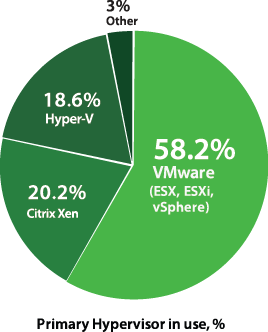 3%
Other
18.6%
Hyper-V
58.2%
VMware
(ESX, ESXi,
vSphere)
20.2%
Citrix Xen
Primary Hypervisor in use, %